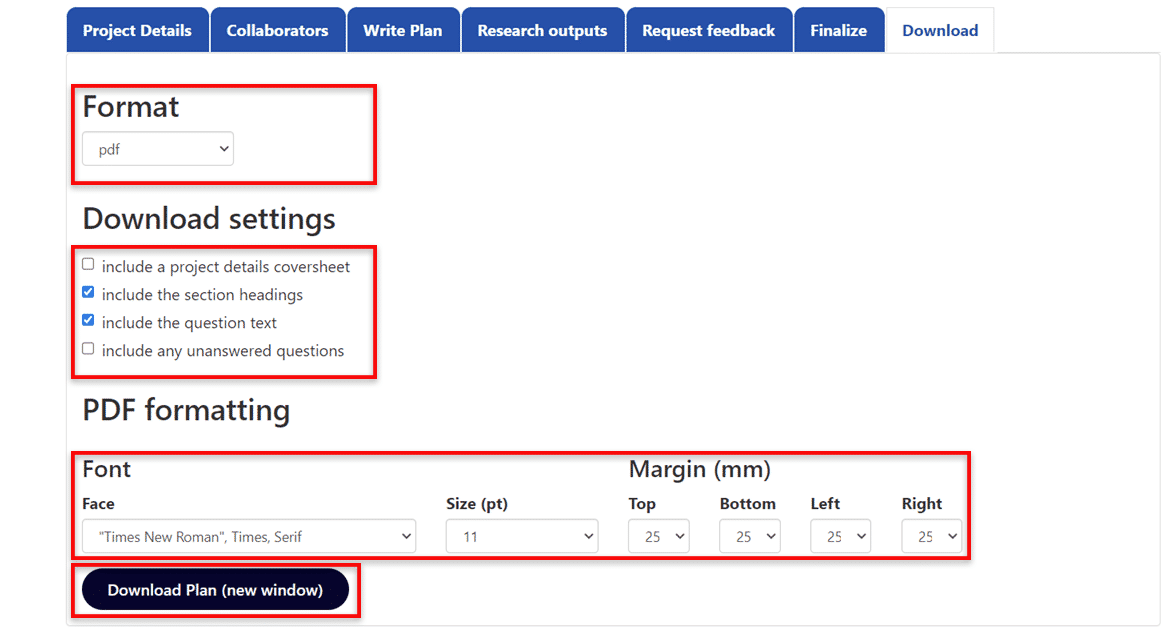 Project Details Collaborators Write Plan Research outputs Request feedback Finalize Download
Format
pdf
Download settings
include a project details coversheet
include the section headings
include the question text
include any unanswered questions
PDF formatting
Font Margin (mm)
Face Size (pt) Top Bottom Left Right
"Times New Roman", Times, Serif 11 25 25 25 25
Download Plan (new window)